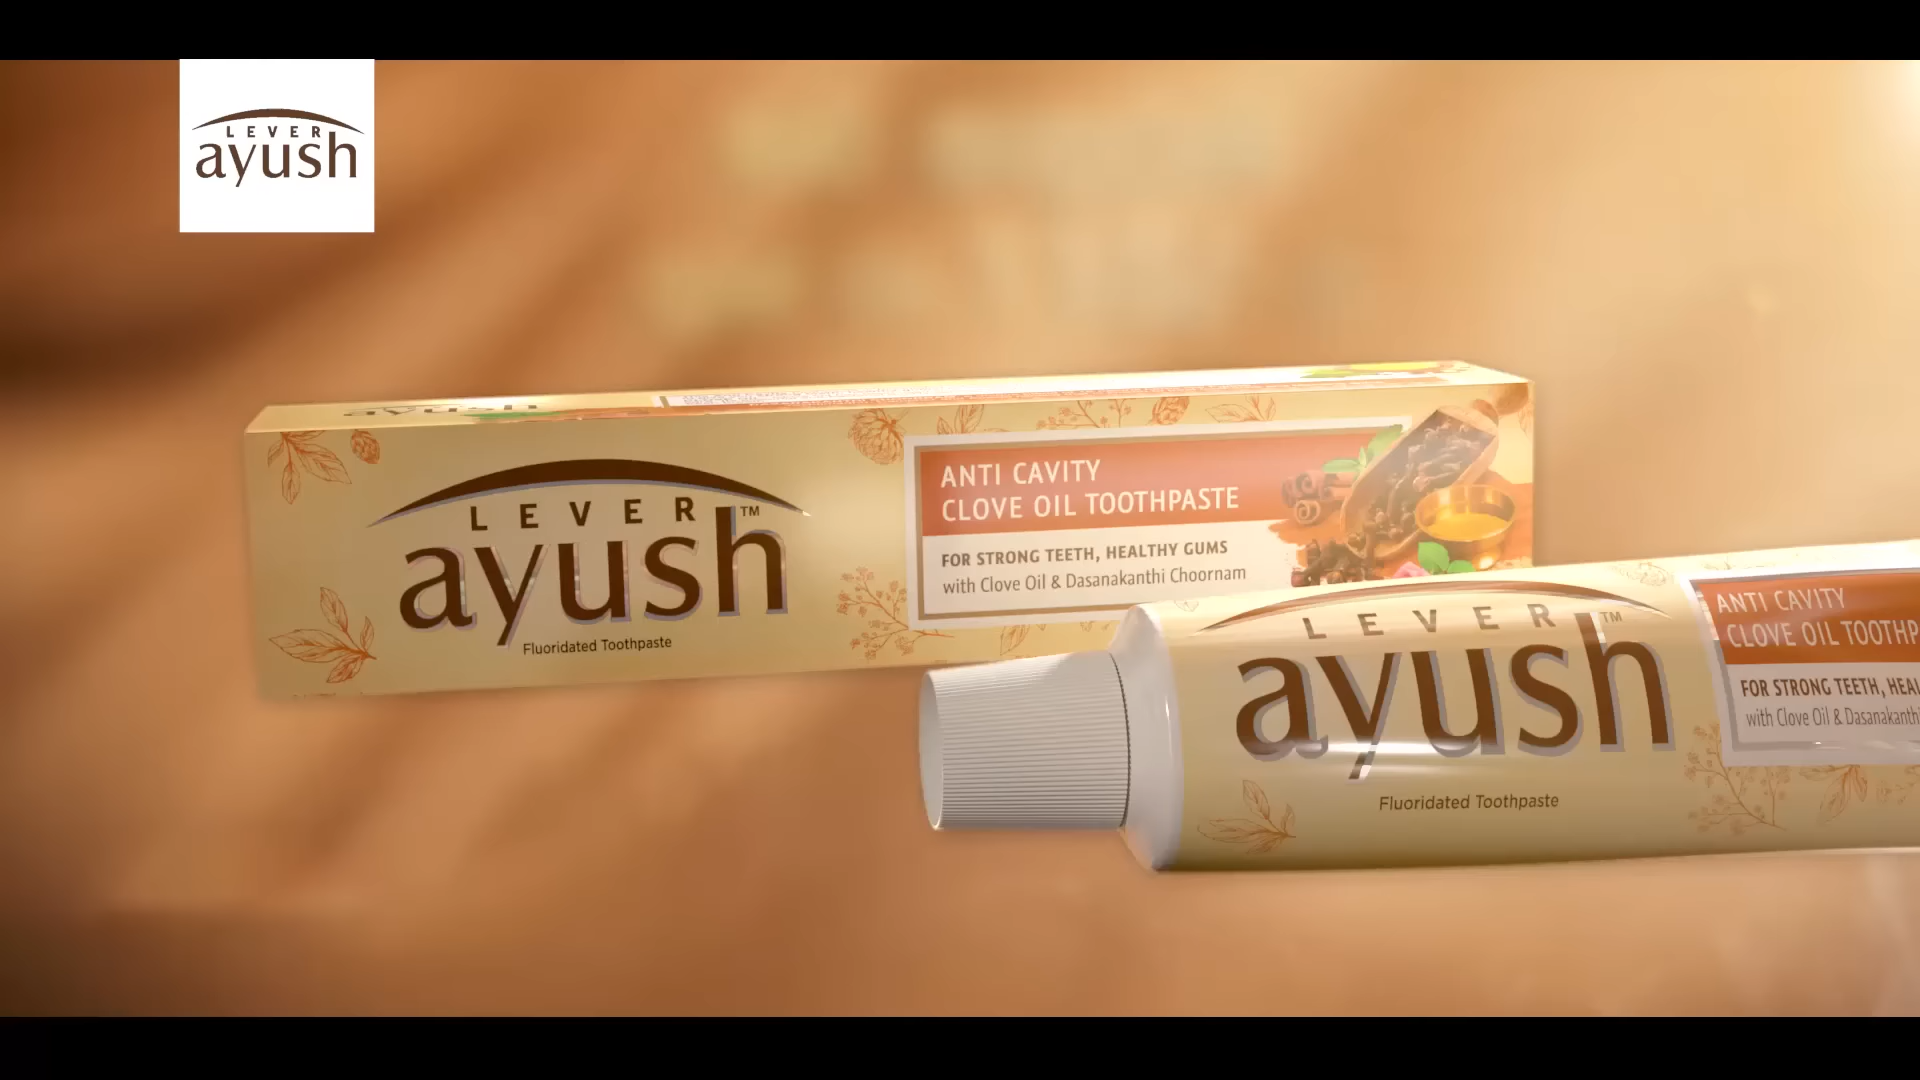 LEVER
ayush
LEVER
ayush™
Fluoridated Toothpaste
ANTI CAVITY
CLOVE OIL TOOTHPASTE
FOR STRONG TEETH, HEALTHY GUMS
with Clove Oil & Dasanakanthi Choornam
LEVER
ayush™
Fluoridated Toothpaste
ANTI CAVITY
CLOVE OIL TOOTHP
FOR STRONG TEETH, HEAL
with Clove Oil & Dasanakanthi